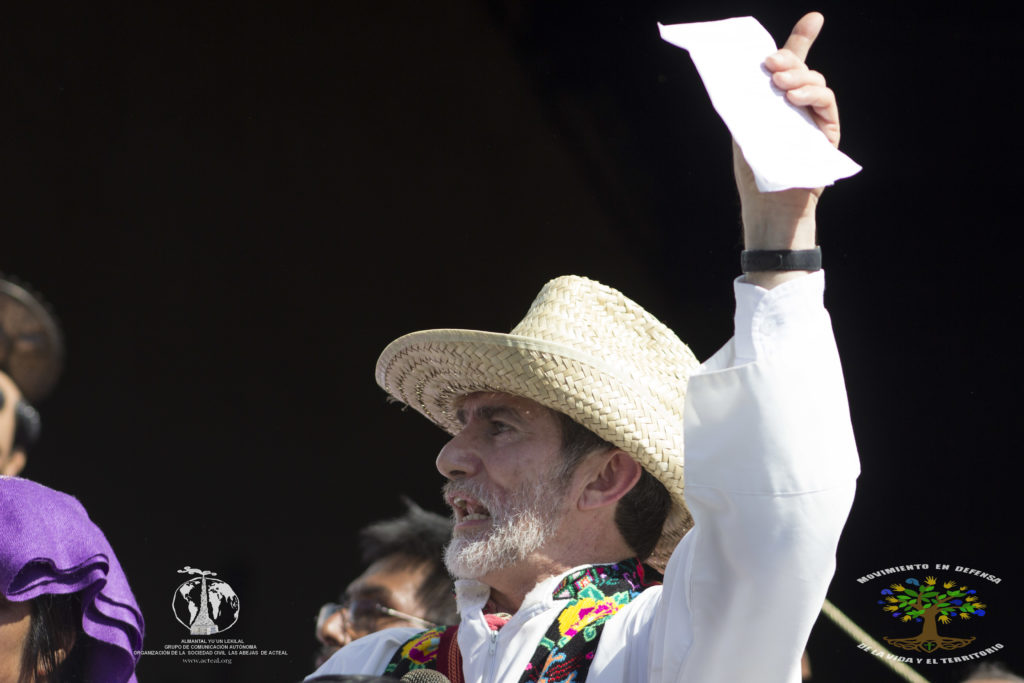 ALMANTAL YU'UN LEKILAL
GRUPO DE COMUNICACIÓN AUTÓNOMA
ORGANIZACIÓN DE LA SOCIEDAD CIVIL LAS ABEJAS DE ACTEAL
www.acteal.org
MOVIMIENTO EN DEFENSA
DE LA VIDA Y EL TERRITORIO